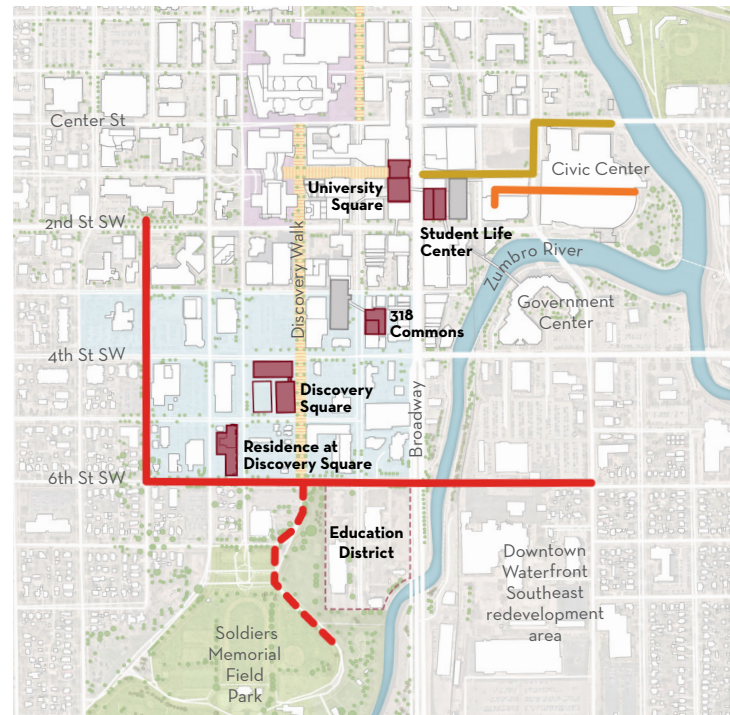 Center St
Civic Center
University
Square
2nd St SW
Student Life
Center
Discovery Walk
Zumbro River
Government
Center
318
Commons
4th St SW
Discovery
Square
Broadway
Residence at
Discovery Square
6th St SW
Education
District
Downtown
Waterfront
Southeast
redevelopment
area
Soldiers
Memorial
Field
Park